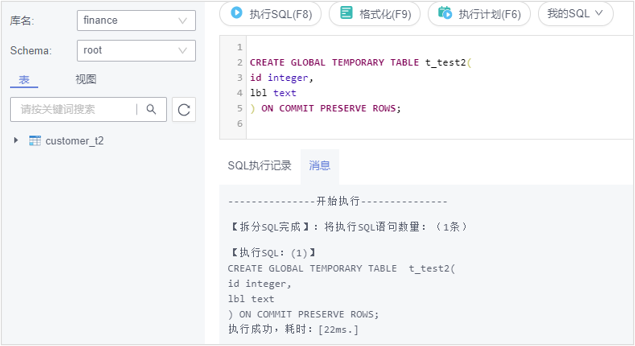 库名: finance
Schema: root
表 视图
请按关键词搜索
customer_t2
执行SQL(F8) 格式化(F9) 执行计划(F6) 我的SQL
1
2 CREATE GLOBAL TEMPORARY TABLE t_test2(
3 id integer,
4 lbl text
5 ) ON COMMIT PRESERVE ROWS;
6
SQL执行记录 消息
---------------开始执行---------------
【拆分SQL完成】：将执行SQL语句数量：（1条）
【执行SQL：(1)】
CREATE GLOBAL TEMPORARY TABLE t_test2(
id integer,
lbl text
) ON COMMIT PRESERVE ROWS;
执行成功，耗时：[22ms.]